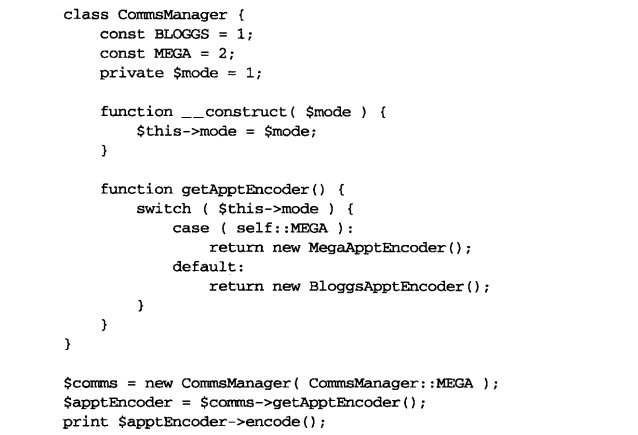 class CommsManager {
    const BLOGGS = 1;
    const MEGA = 2;
    private $mode = 1;

    function __construct( $mode ) {
        $this->mode = $mode;
    }

    function getApptEncoder() {
        switch ( $this->mode ) {
            case ( self::MEGA ):
                return new MegaApptEncoder();
            default:
                return new BloggsApptEncoder();
        }
    }
}

$comms = new CommsManager( CommsManager::MEGA );
$apptEncoder = $comms->getApptEncoder();
print $apptEncoder->encode();